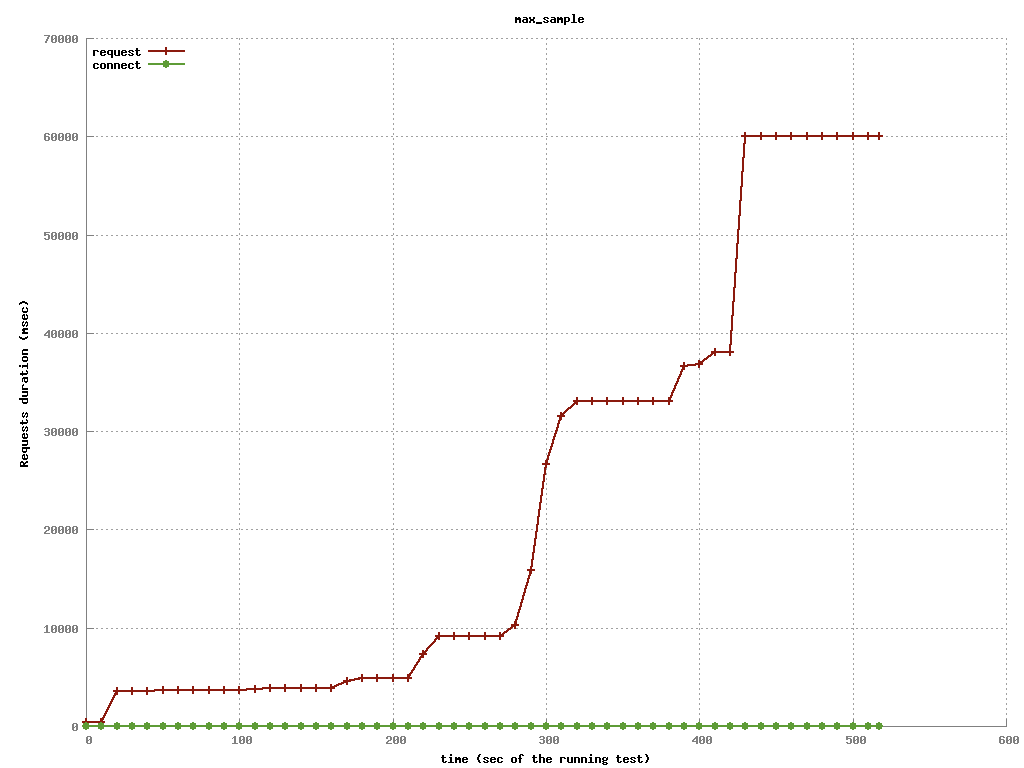 max_sample
70000
request
connect
60000
50000
40000
30000
20000
10000
0
Requests duration (msec)
0 100 200 300 400 500 600
time (sec of the running test)